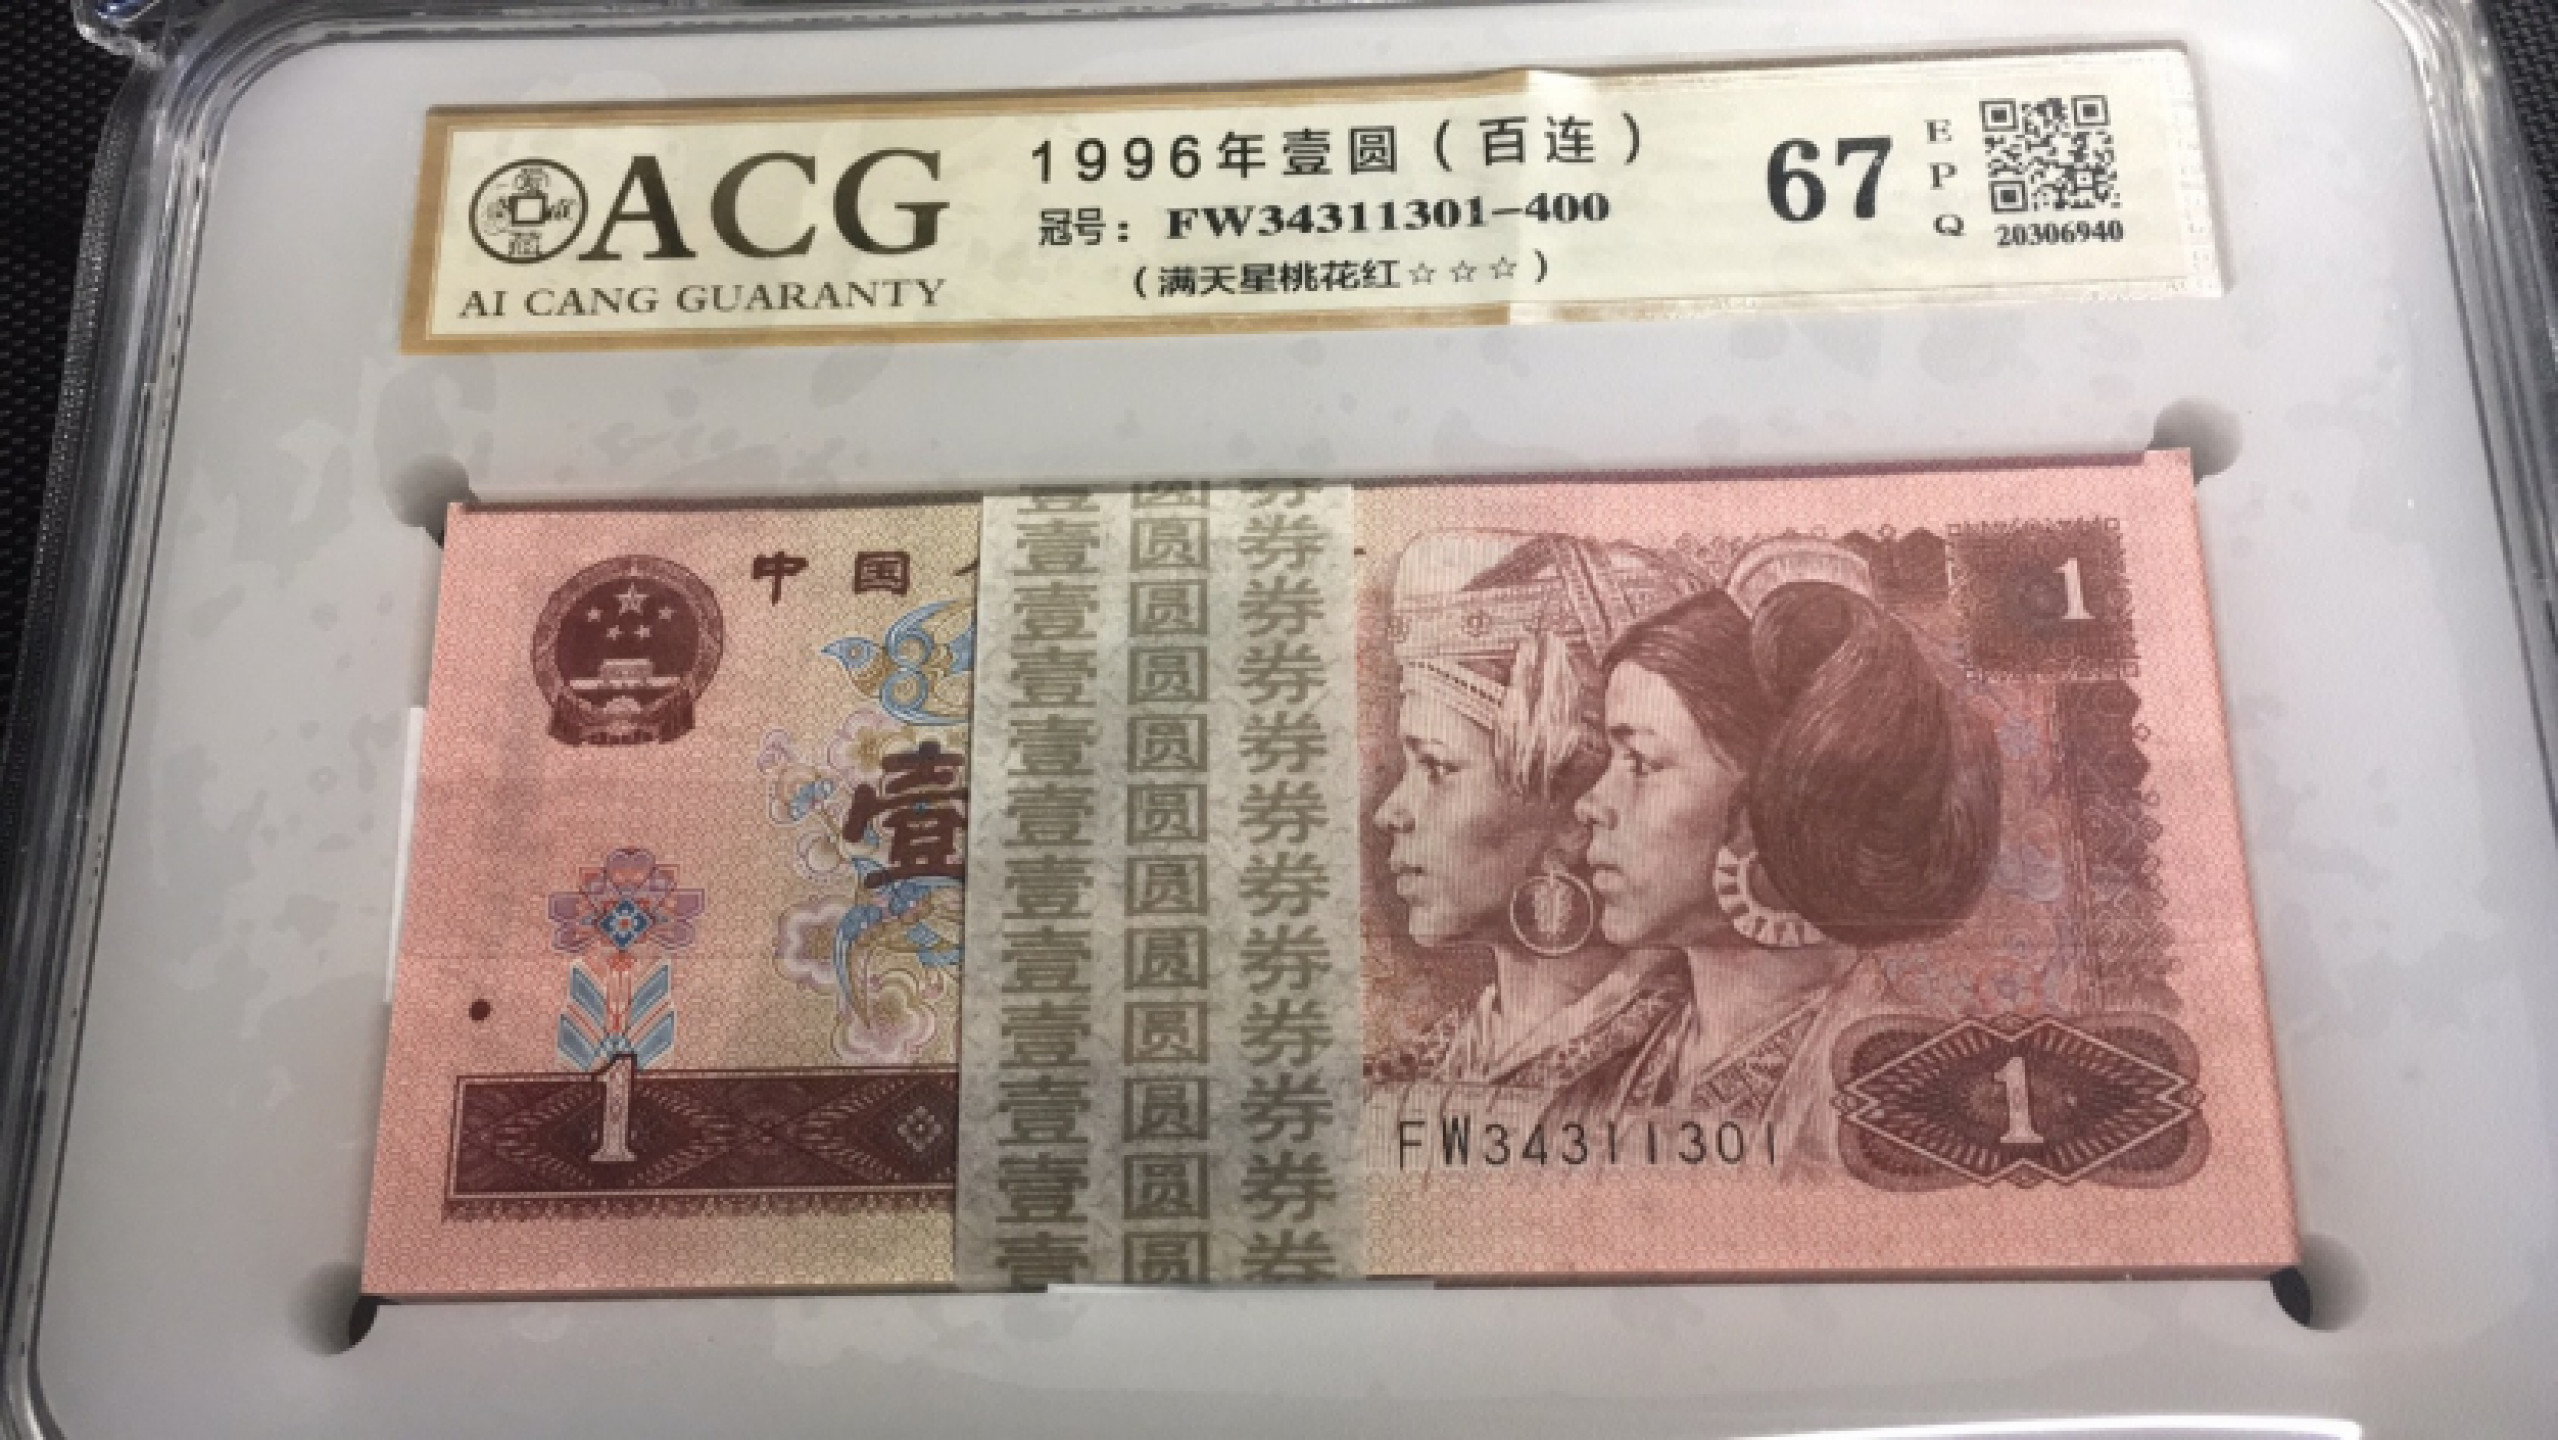 ACG
AI CANG GUARANTY
1996年壹圆（百连）
冠号：FW34311301-400
（满天星桃花红☆☆☆）
67
EPQ
20306940
中国
壹
1
1
1
FW34311301
壹圆券
壹圆券
壹圆券
壹圆券
壹圆券
壹圆券
壹圆券
壹圆券
壹圆券
壹圆券
壹圆券
壹圆券